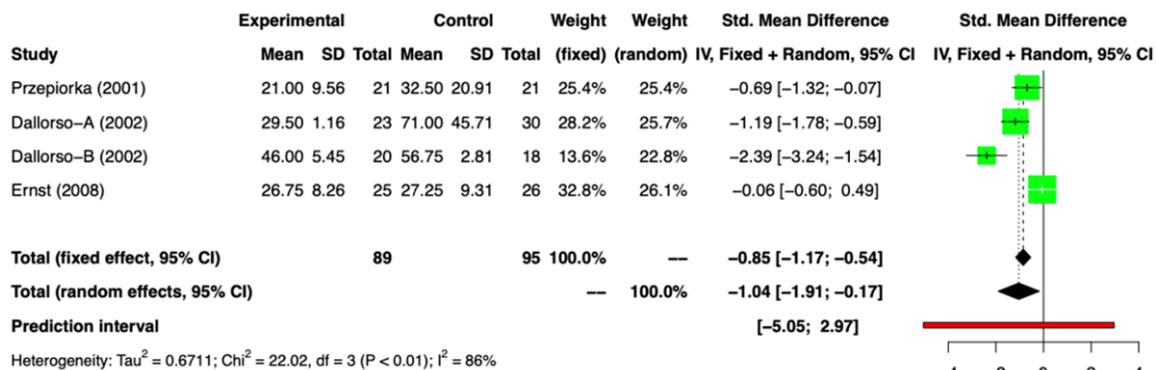 Experimental Control Weight Weight Std. Mean Difference Std. Mean Difference
Study Mean SD Total Mean SD Total (fixed) (random) IV, Fixed + Random, 95% CI IV, Fixed + Random, 95% CI
Przepiorka (2001) 21.00 9.56 21 32.50 20.91 21 25.4% 25.4% −0.69 [−1.32; −0.07]
Dallorso−A (2002) 29.50 1.16 23 71.00 45.71 30 28.2% 25.7% −1.19 [−1.78; −0.59]
Dallorso−B (2002) 46.00 5.45 20 56.75 2.81 18 13.6% 22.8% −2.39 [−3.24; −1.54]
Ernst (2008) 26.75 8.26 25 27.25 9.31 26 32.8% 26.1% −0.06 [−0.60; 0.49]
Total (fixed effect, 95% CI) 89 95 100.0% −− −0.85 [−1.17; −0.54]
Total (random effects, 95% CI) −− 100.0% −1.04 [−1.91; −0.17]
Prediction interval [−5.05; 2.97]
Heterogeneity: Tau² = 0.6711; Chi² = 22.02, df = 3 (P < 0.01); I² = 86%